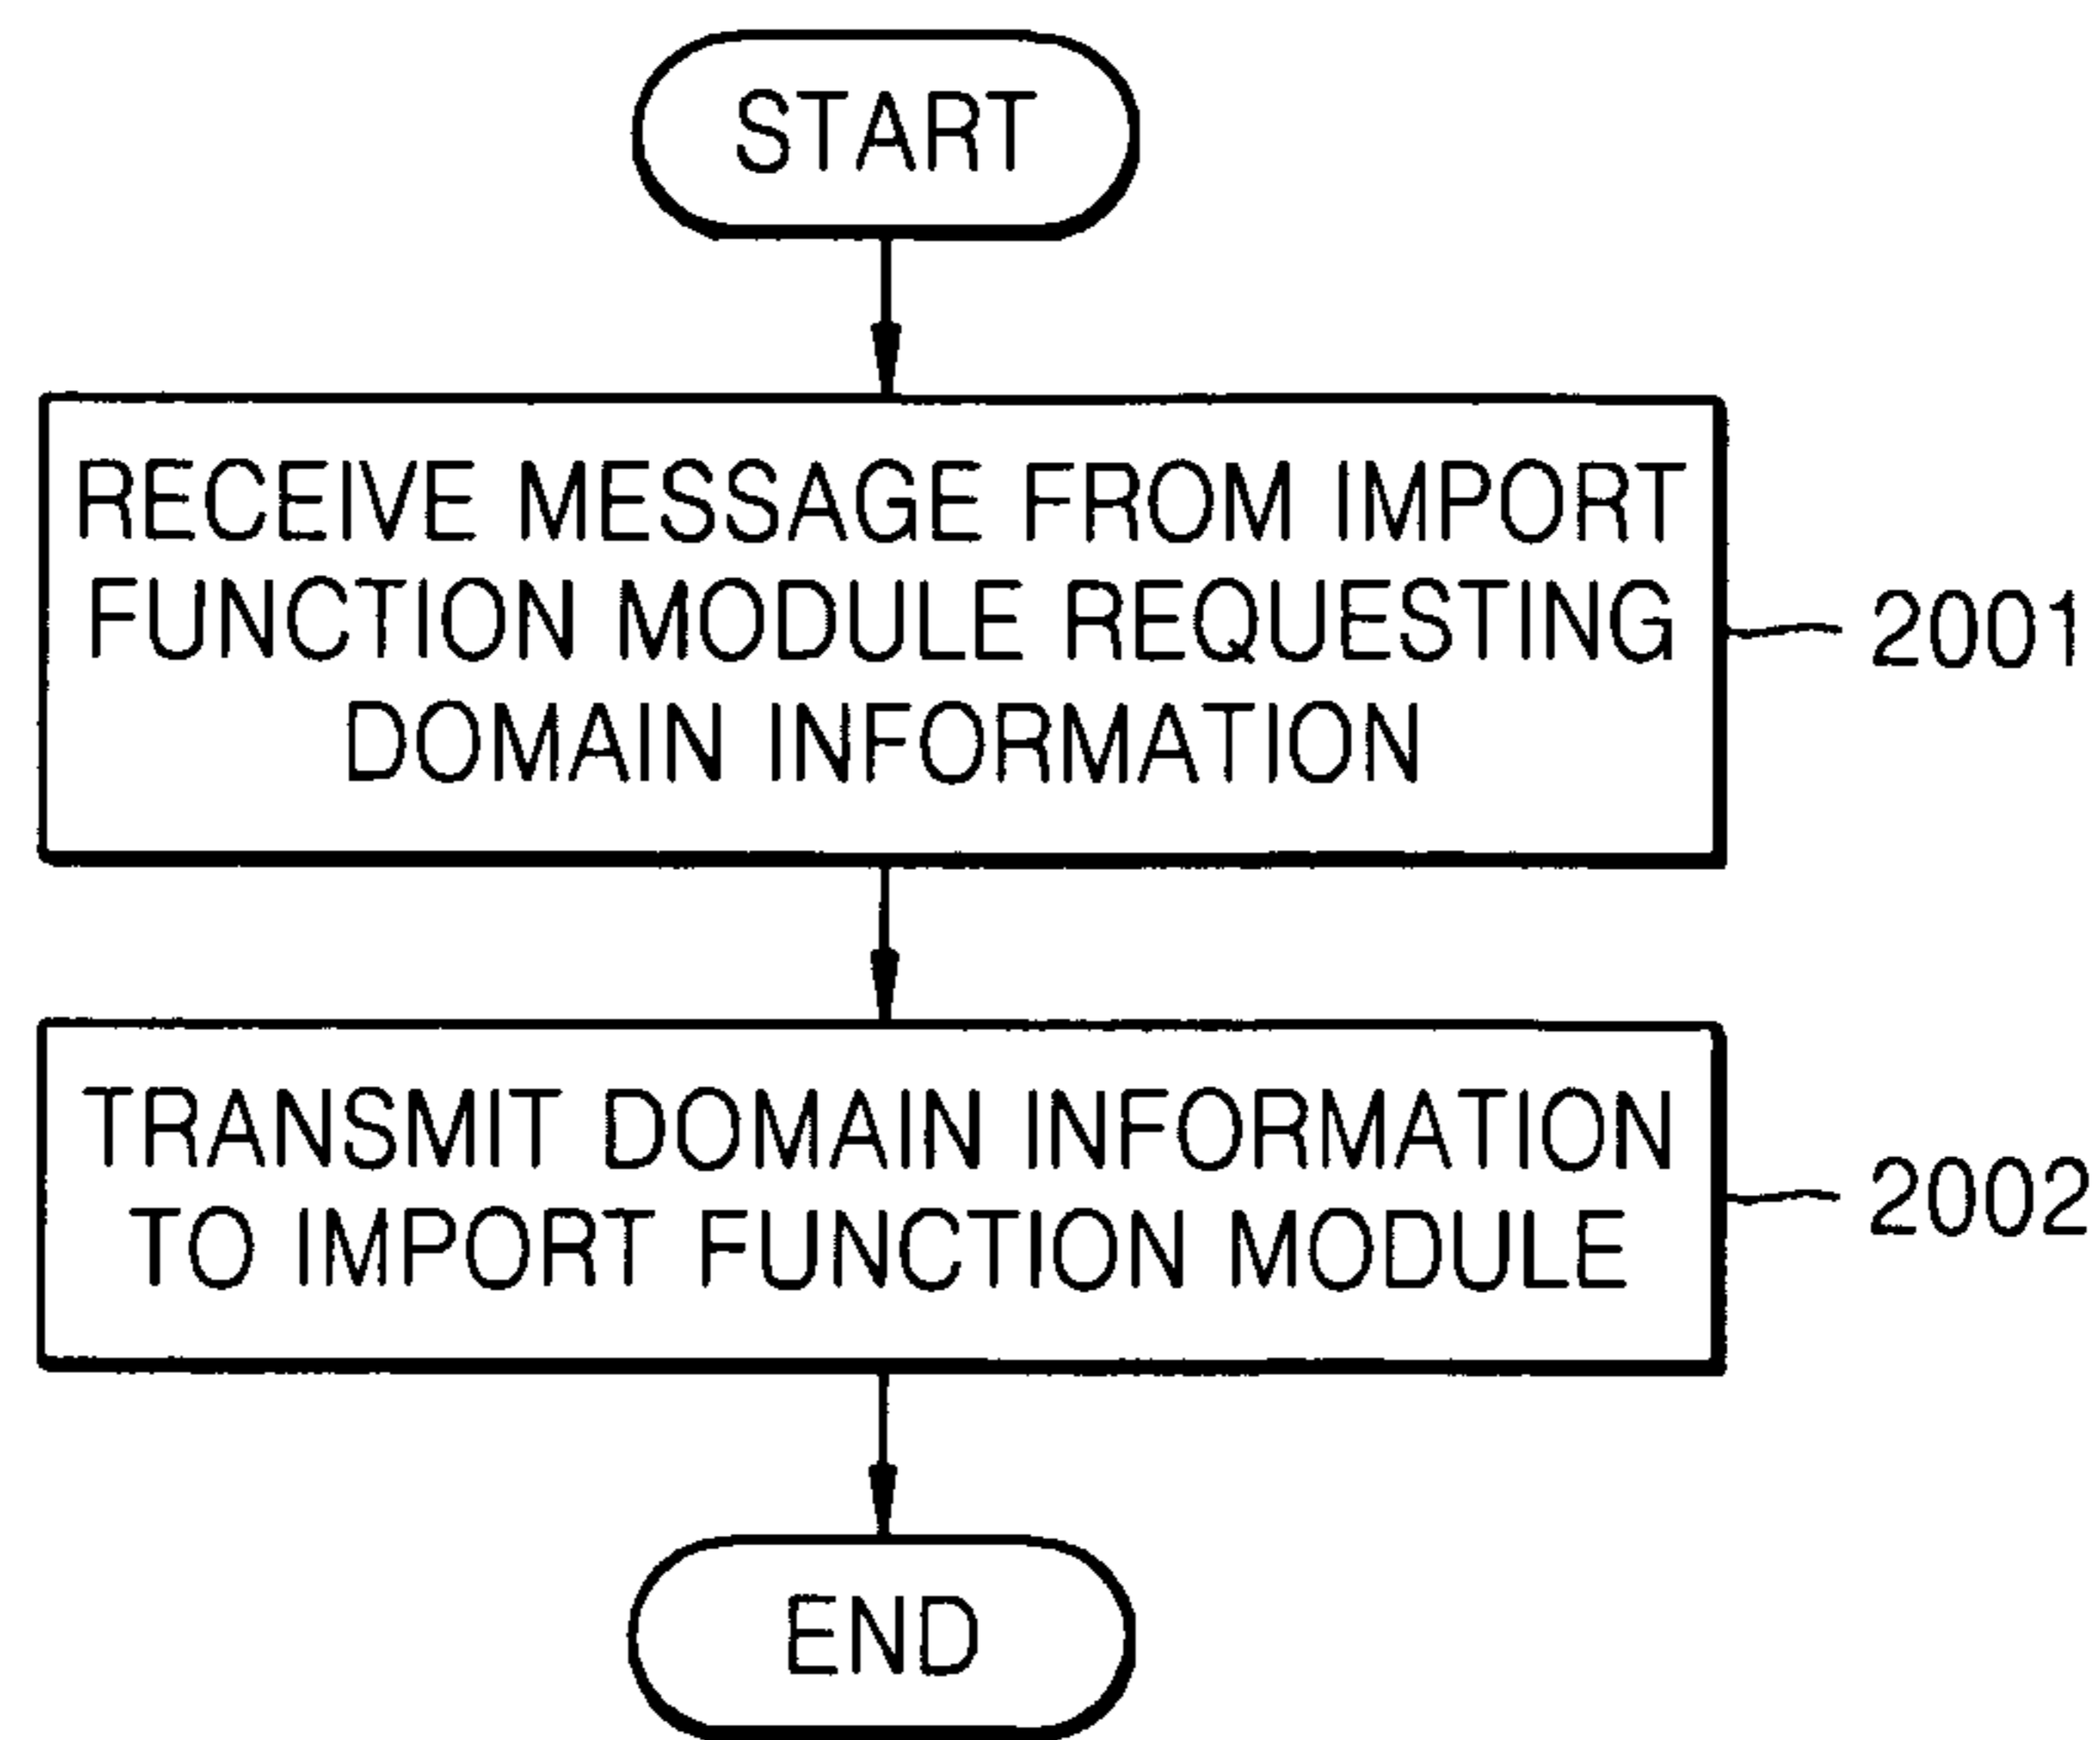 START
RECEIVE MESSAGE FROM IMPORT
FUNCTION MODULE REQUESTING
DOMAIN INFORMATION
2001
TRANSMIT DOMAIN INFORMATION
TO IMPORT FUNCTION MODULE
2002
END